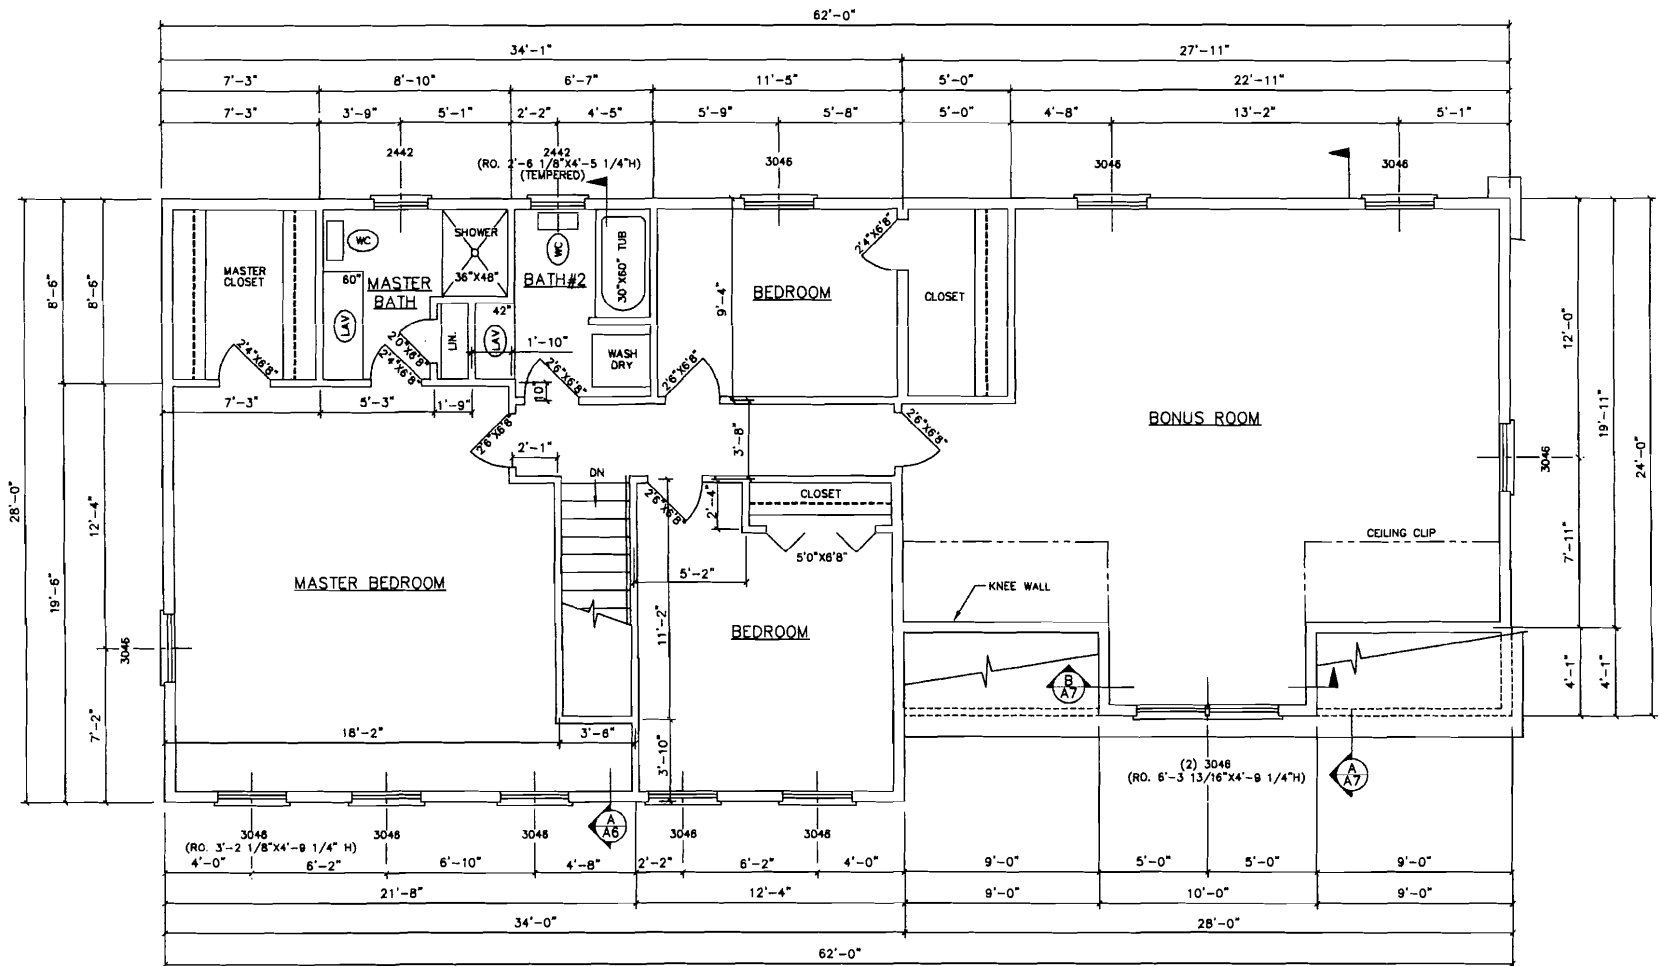 62'-0"
34'-1" 27'-11"
7'-3" 8'-10" 6'-7" 11'-5" 5'-0" 22'-11"
7'-3" 3'-9" 5'-1" 2'-2" 4'-5" 5'-9" 5'-8" 5'-0" 4'-8" 13'-2" 5'-1"
2442 2442 3046 3046 3046
(RO. 2'-6 1/8"X4'-5 1/4"H)
(TEMPERED)
WC SHOWER WC 30"X60" TUB 2'4"X6'8"
MASTER
CLOSET
60" MASTER
BATH
36"X48" BATH#2
BEDROOM
CLOSET
9'-4"
8'-6" 8'-6"
LAV 42" LAV
LIN. 1'-10"
WASH
DRY
2'4"X6'8" 2'0"X6'8"
2'4"X6'8" 2'6"X6'8" 2'6"X6'8"
10"
12'-0"
7'-3" 5'-3" 1'-9"
2'6"X6'8" 2'6"X6'8"
BONUS ROOM
19'-11"
24'-0"
3046
2'-1" 3'-8"
DN
2'6"X6'8" 2'-4" CLOSET
5'0"X6'8"
28'-0" 12'-4"
19'-6"
CEILING CLIP
7'-11"
MASTER BEDROOM
5'-2"
KNEE WALL
11'-2"
BEDROOM
3046
7'-2"
4'-1" 4'-1"
B
A7
18'-2" 3'-6"
3'-10"
(2) 3046
(RO. 6'-3 13/16"X4'-9 1/4"H)
A
A7
A
A6
3046 3046 3046 3046 3046
(RO. 3'-2 1/8"X4'-9 1/4" H)
4'-0" 6'-2" 6'-10" 4'-8" 2'-2" 6'-2" 4'-0" 9'-0" 5'-0" 5'-0" 9'-0"
21'-8" 12'-4" 9'-0" 10'-0" 9'-0"
34'-0" 28'-0"
62'-0"